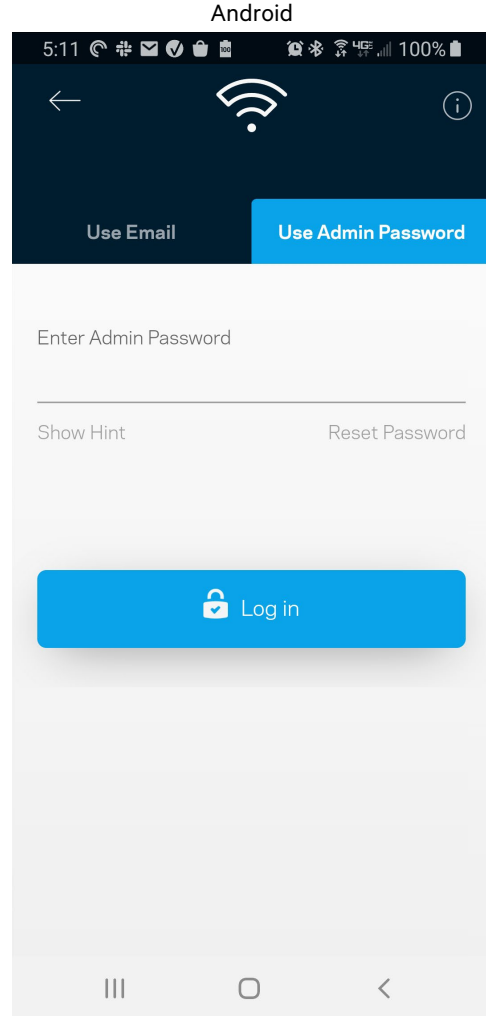 Android
5:11 100%
Use Email Use Admin Password
Enter Admin Password
Show Hint Reset Password
Log in